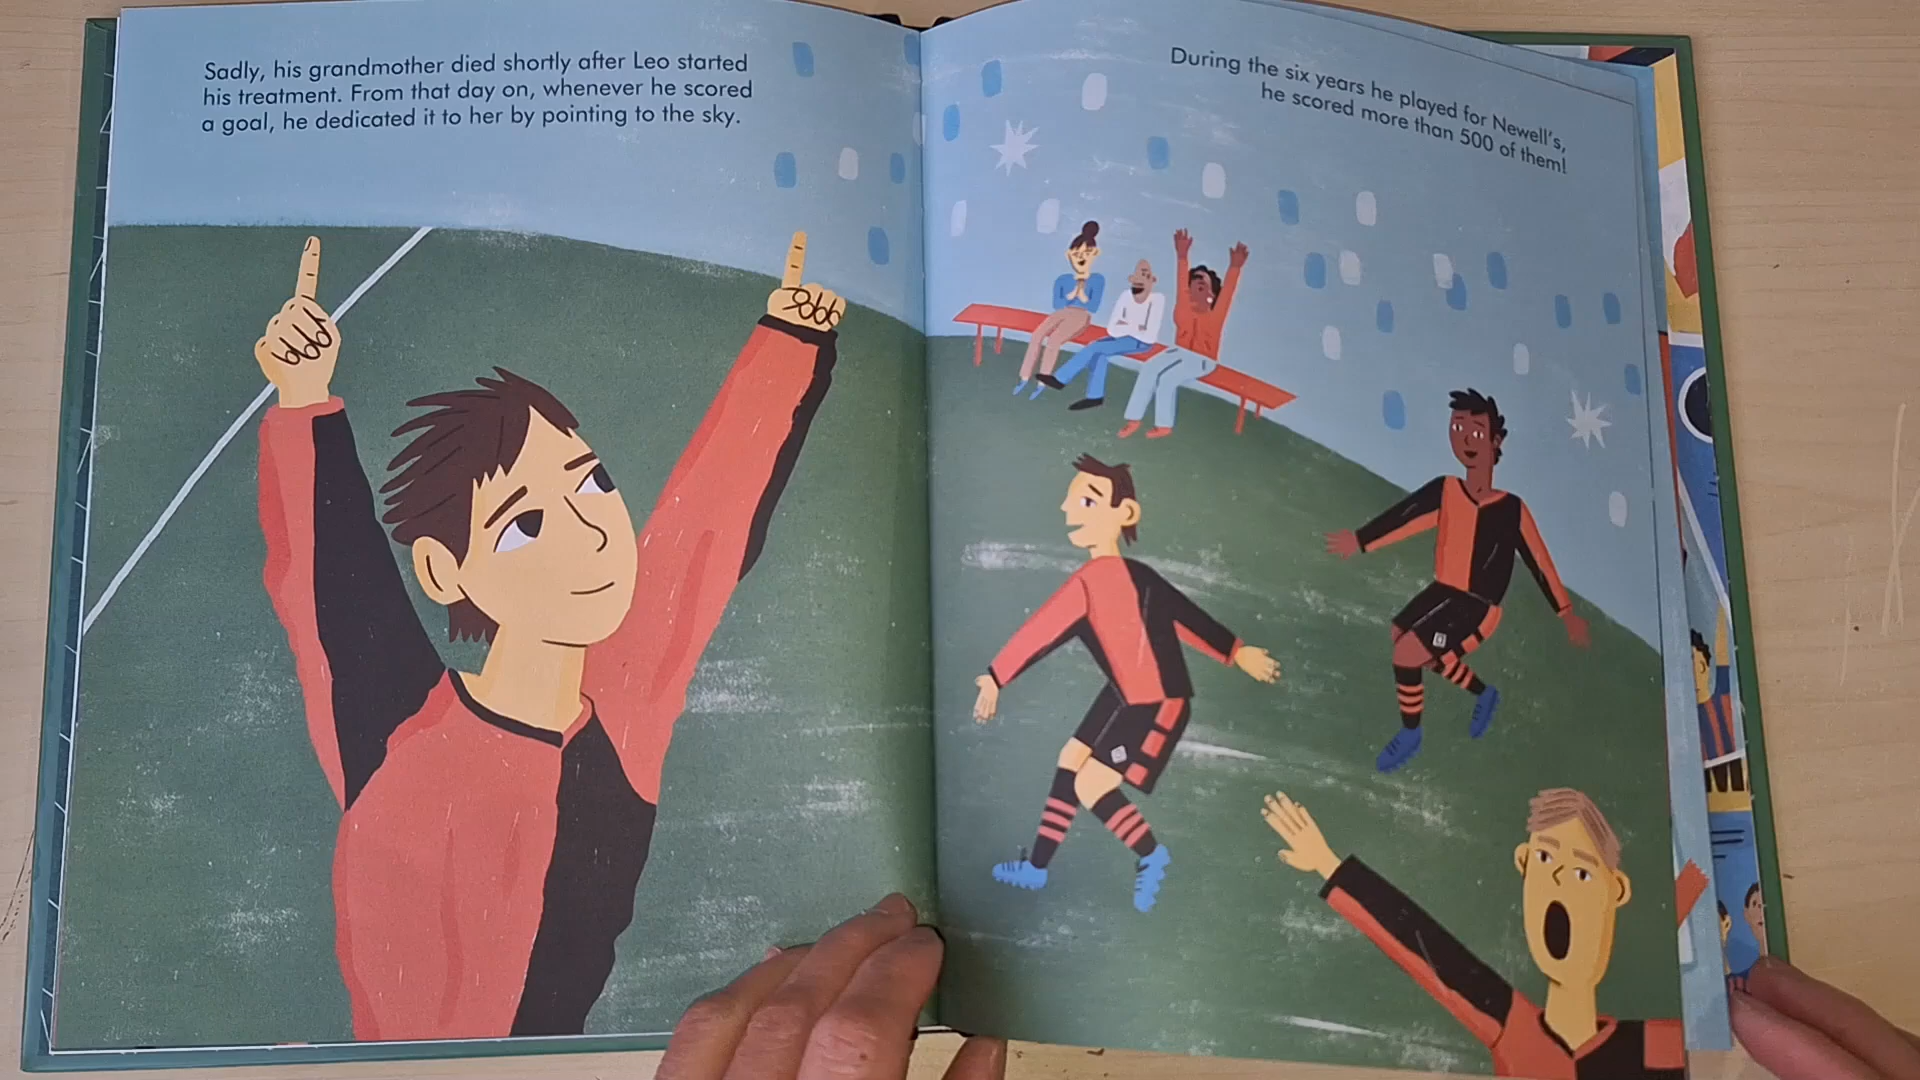 Sadly, his grandmother died shortly after Leo started
his treatment. From that day on, whenever he scored
a goal, he dedicated it to her by pointing to the sky.
During the six years he played for Newell's,
he scored more than 500 of them!